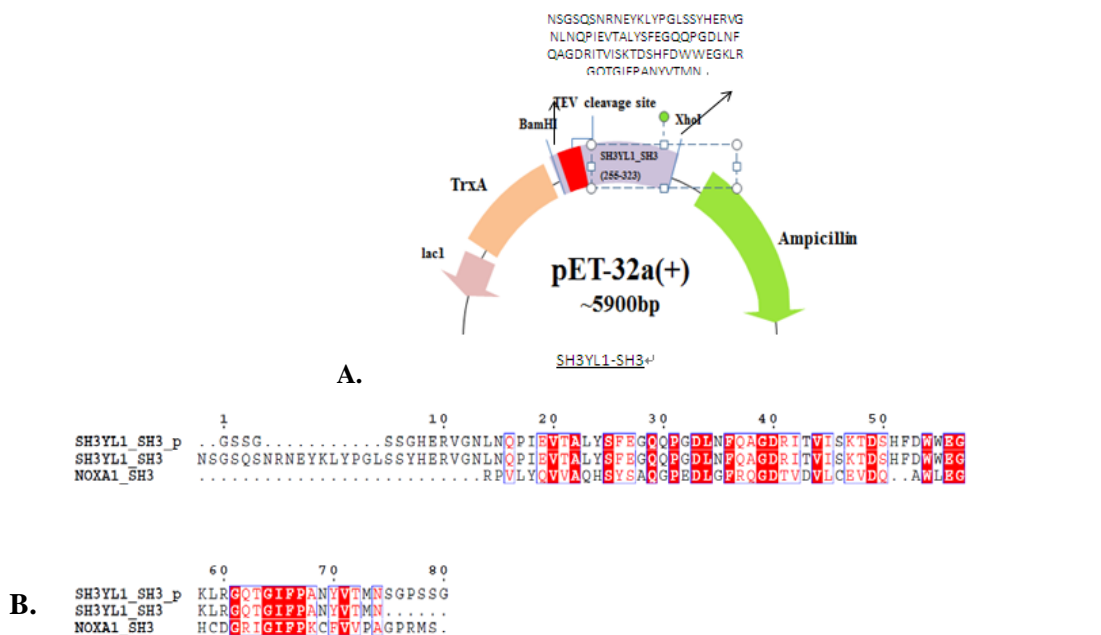 NSGSQSNRNEYKLYPGLSSYHERVG
NLNQPIEVTALYSFEGQQPGDLNF
QAGDRITVISKTDSHFDWWEGKLR
GQTGIFPANYVTMN .
TEV cleavage site
BamHI
XhoI
SH3YL1_SH3
(255-323)
TrxA
lac1
Ampicillin
pET-32a(+)
~5900bp
SH3YL1-SH3↵
A.
1 10 20 30 40 50
SH3YL1_SH3_p ..GSSG...........SSGHERVGNLNQPIEVTALYSFEGQQPGDLNFQAGDRITVISKTDSHFDWWEG
SH3YL1_SH3 NSGSQSNRNEYKLYPGLSSYHERVGNLNQPIEVTALYSFEGQQPGDLNFQAGDRITVISKTDSHFDWWEG
NOXA1_SH3 ..........................RPVLYQVVAQHSYSAQGPEDLGFRQGDTVDVLCEVDQ..AWLEG
60 70 80
SH3YL1_SH3_p KLRGQTGIFPANYVTMNSGPSSG
SH3YL1_SH3 KLRGQTGIFPANYVTMN......
NOXA1_SH3 HCDGRIGIFPKCFVVPAGPRMS.
B.